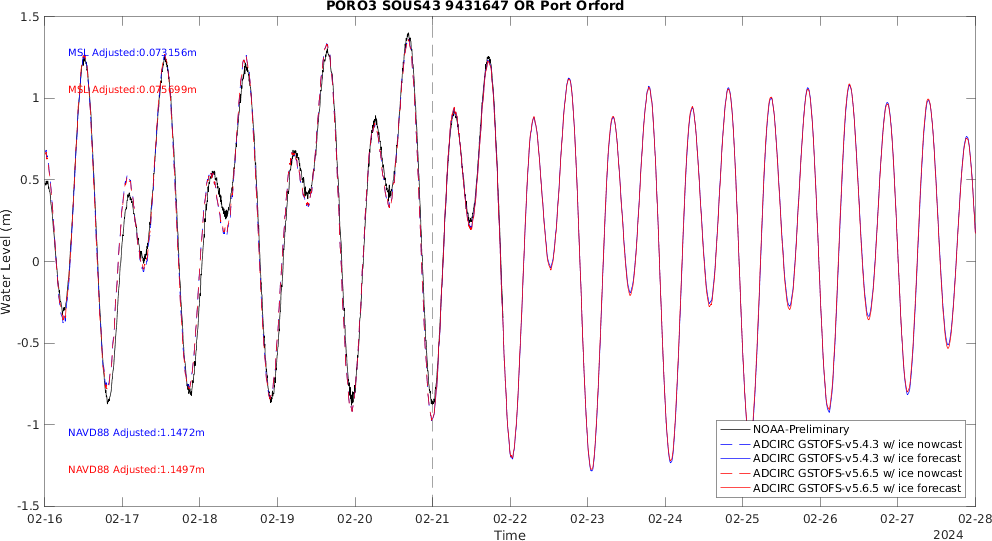 PORO3 SOUS43 9431647 OR Port Orford
1.5
1
0.5
0
-0.5
-1
-1.5
Water Level (m)
MSL Adjusted:0.073156m
MSL Adjusted:0.075699m
NAVD88 Adjusted:1.1472m
NAVD88 Adjusted:1.1497m
NOAA-Preliminary
ADCIRC GSTOFS-v5.4.3 w/ ice nowcast
ADCIRC GSTOFS-v5.4.3 w/ ice forecast
ADCIRC GSTOFS-v5.6.5 w/ ice nowcast
ADCIRC GSTOFS-v5.6.5 w/ ice forecast
02-16 02-17 02-18 02-19 02-20 02-21 02-22 02-23 02-24 02-25 02-26 02-27 02-28
Time
2024